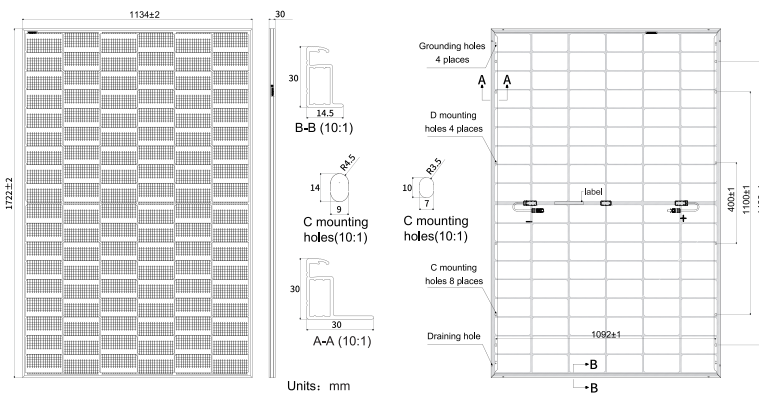 1134±2
30
1722±2
30
14.5
B-B (10:1)
R4.5
14
9
C mounting
holes(10:1)
R3.5
10
7
C mounting
holes(10:1)
30
30
A-A (10:1)
Units: mm
Grounding holes
4 places
A
A
D mounting
holes 4 places
label
-
+
400±1
1100±1
C mounting
holes 8 places
1092±1
Draining hole
B
B